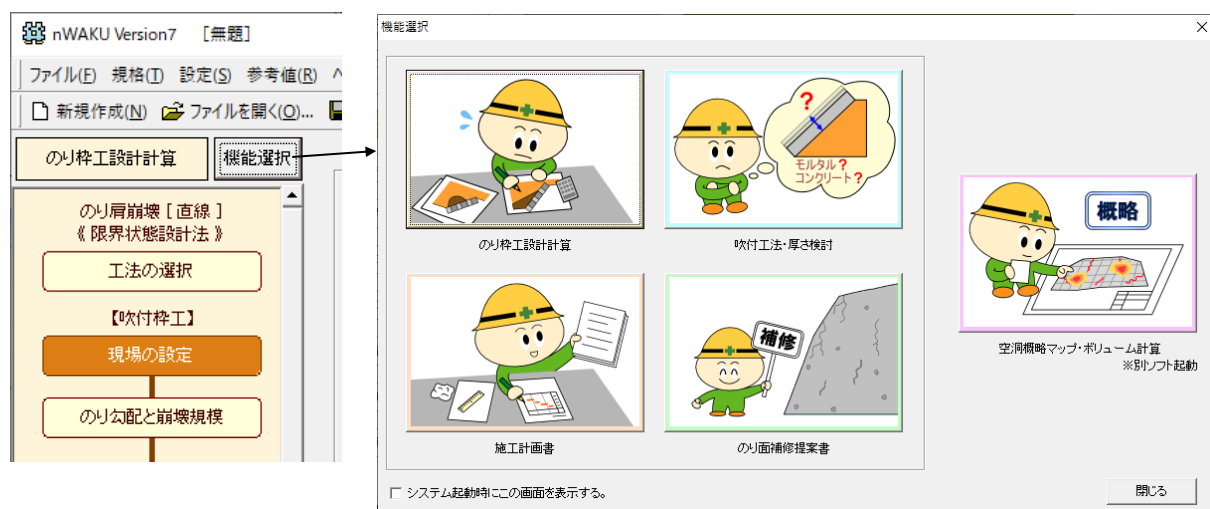 nWAKU Version7 [無題]
ファイル(F) 規格(T) 設定(S) 参考値(R)
新規作成(N) ファイルを開く(O)...
のり枠工設計計算 機能選択
のり肩崩壊 [ 直線 ]
《 限界状態設計法 》
工法の選択
【吹付枠工】
現場の設定
のり勾配と崩壊規模
機能選択
?
モルタル?
コンクリート?
のり枠工設計計算
吹付工法・厚さ検討
補修
施工計画書
のり面補修提案書
概略
空洞概略マップ・ボリューム計算
※別ソフト起動
システム起動時にこの画面を表示する。
閉じる